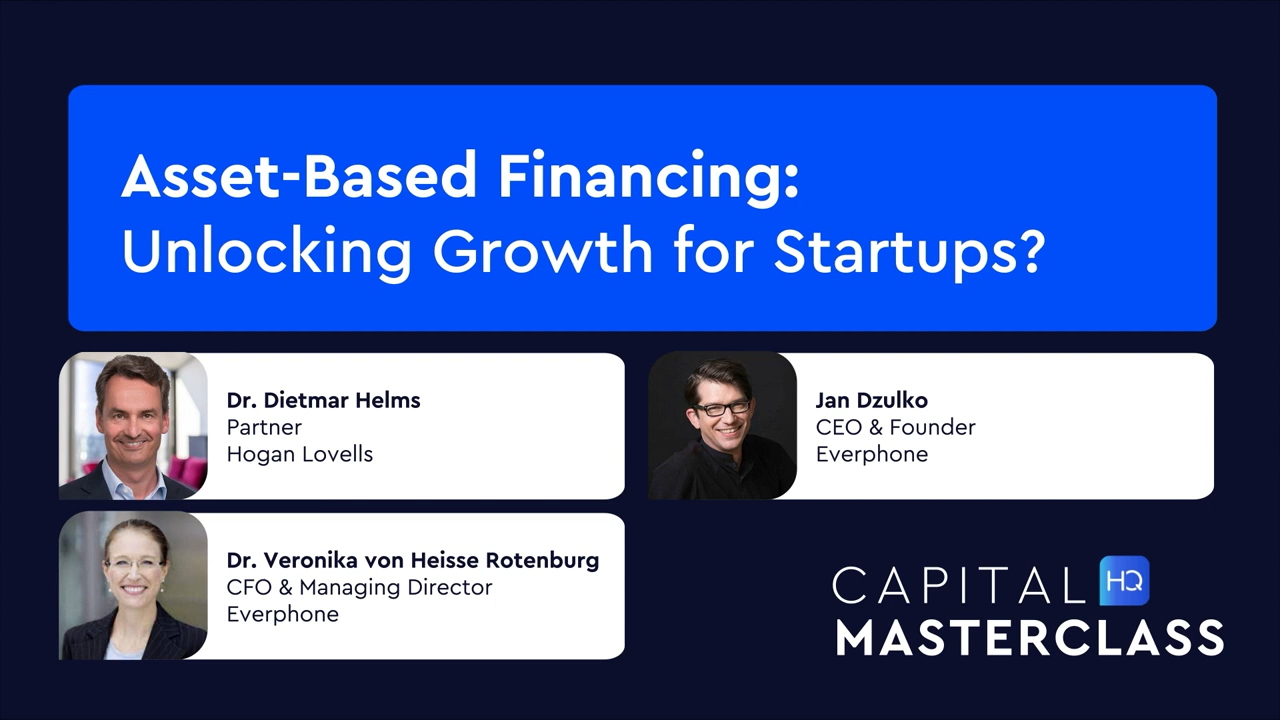 Asset-Based Financing:
Unlocking Growth for Startups?
Dr. Dietmar Helms
Partner
Hogan Lovells
Jan Dzulko
CEO & Founder
Everphone
Dr. Veronika von Heisse Rotenburg
CFO & Managing Director
Everphone
CAPITAL HQ
MASTERCLASS